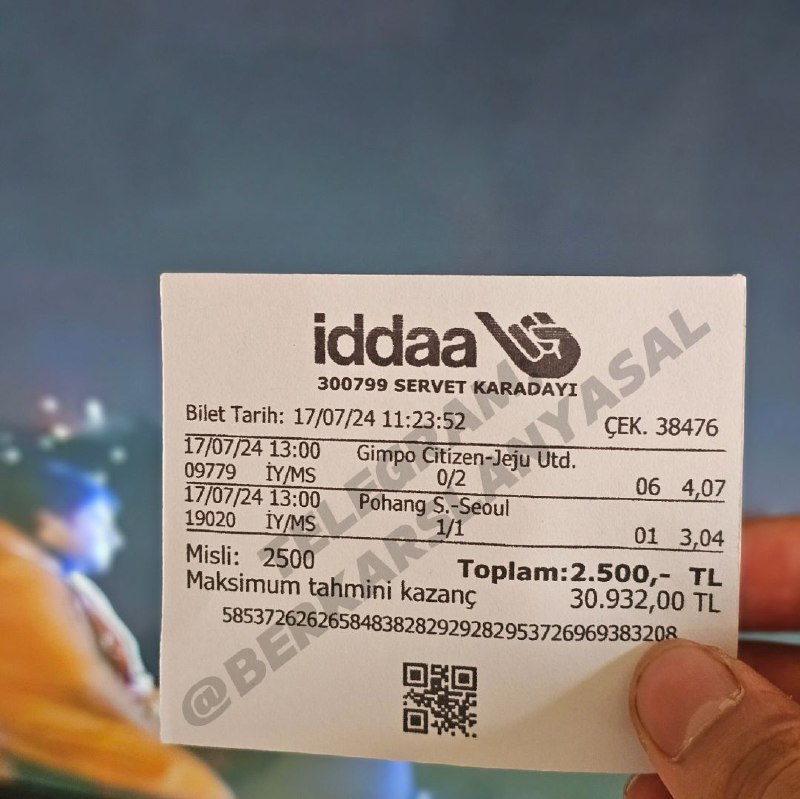 iddaa
300799 SERVET KARADAYI
Bilet Tarih: 17/07/24 11:23:52 ÇEK. 38476
17/07/24 13:00 Gimpo Citizen-Jeju Utd.
09779 İY/MS 0/2 06 4,07
17/07/24 13:00 Pohang S.-Seoul
19020 İY/MS 1/1 01 3,04
Misli: 2500 Toplam:2.500,- TL
Maksimum tahmini kazanç 30.932,00 TL
58537262626584838282929282953726969383208
TELEGRAM:
@BERKARSLANYASAL